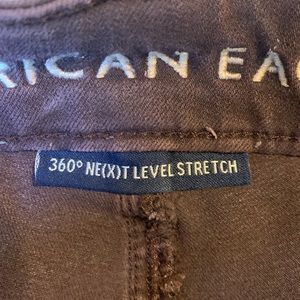 RICAN EA
360° NE(X)T LEVEL STRETCH